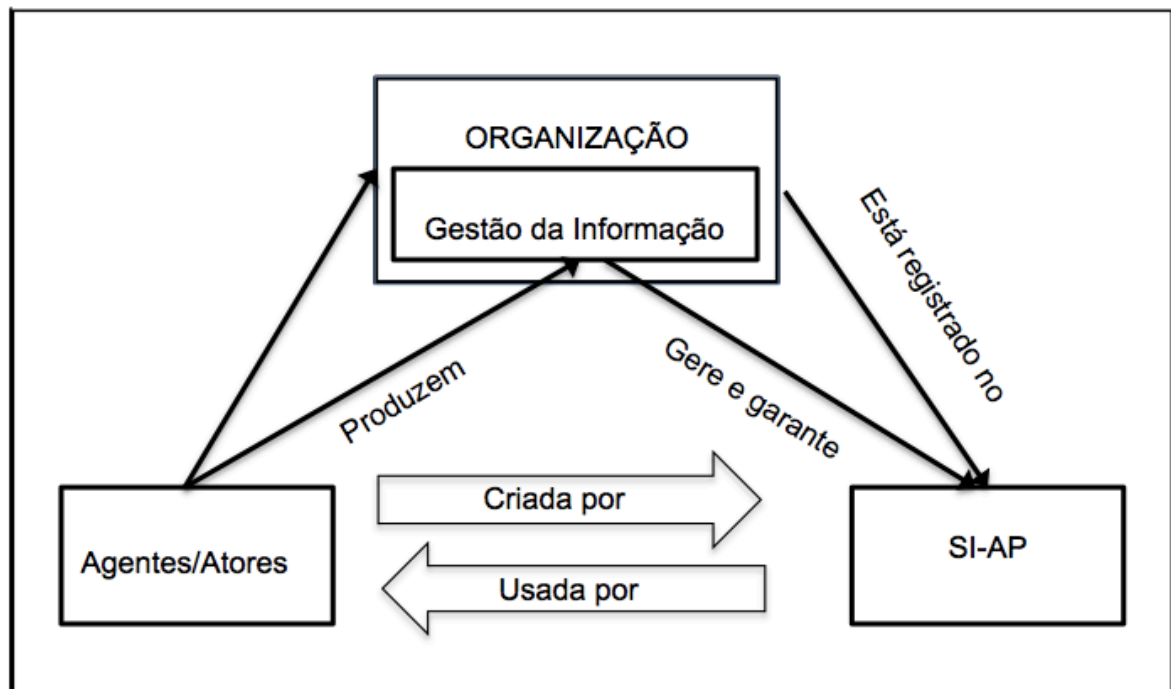 ORGANIZAÇÃO
Gestão da Informação
Está registrado no
Produzem
Gere e garante
Criada por
Agentes/Atores
SI-AP
Usada por